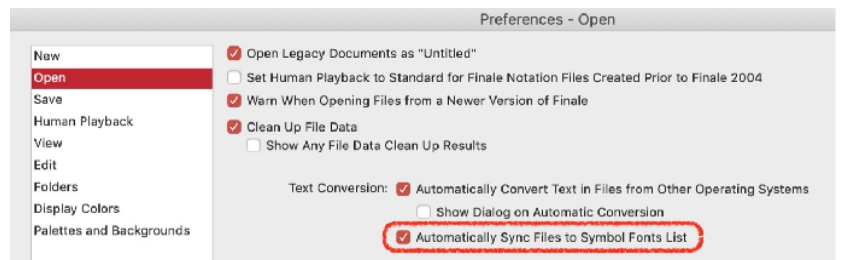 Preferences - Open
New
Open
Save
Human Playback
View
Edit
Folders
Display Colors
Palettes and Backgrounds
Open Legacy Documents as "Untitled"
Set Human Playback to Standard for Finale Notation Files Created Prior to Finale 2004
Warn When Opening Files from a Newer Version of Finale
Clean Up File Data
Show Any File Data Clean Up Results
Text Conversion: Automatically Convert Text in Files from Other Operating Systems
Show Dialog on Automatic Conversion
Automatically Sync Files to Symbol Fonts List